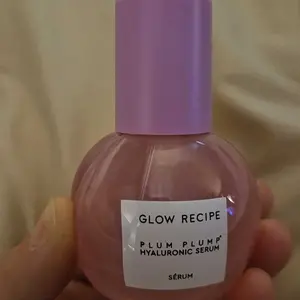 GLOW RECIPE
PLUM PLUMP+
HYALURONIC SERUM
SÉRUM